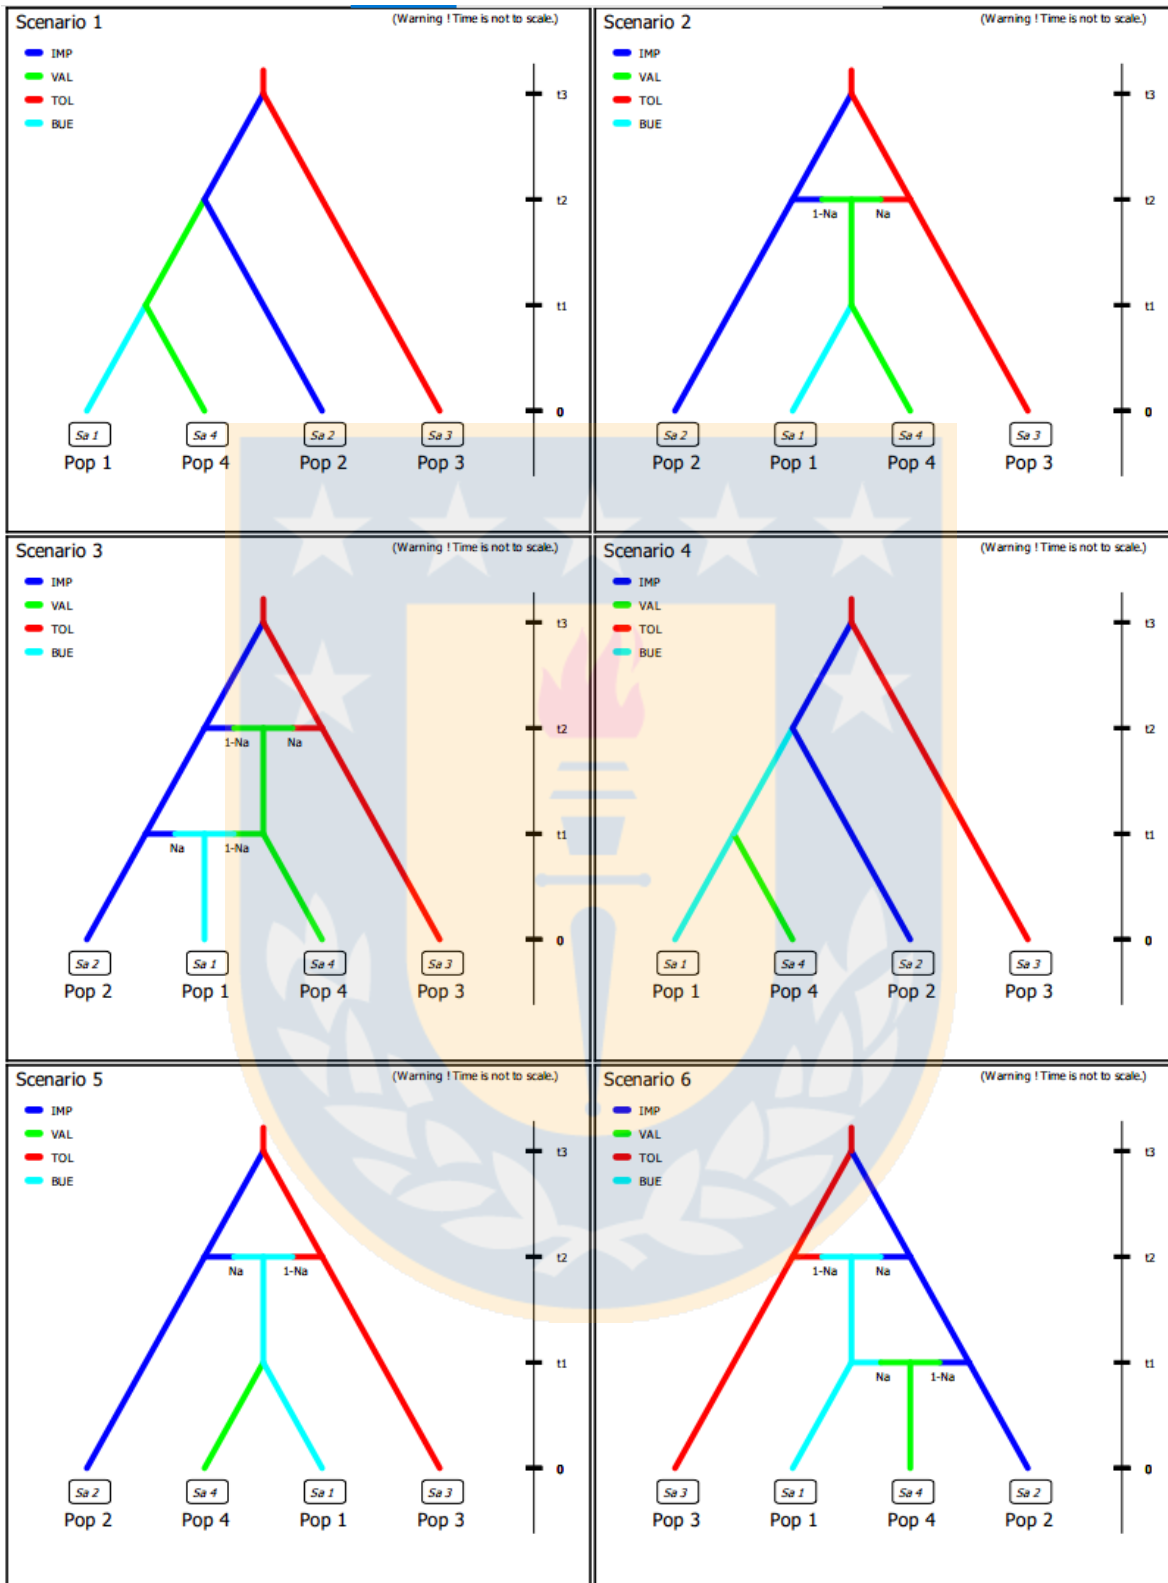 Scenario 1
(Warning ! Time is not to scale.)
IMP
VAL
TOL
BUE
t3
t2
t1
0
Sa 1 Sa 4 Sa 2 Sa 3
Pop 1 Pop 4 Pop 2 Pop 3
Scenario 2
(Warning ! Time is not to scale.)
IMP
VAL
TOL
BUE
t3
t2
1-Na Na
t1
0
Sa 2 Sa 1 Sa 4 Sa 3
Pop 2 Pop 1 Pop 4 Pop 3
Scenario 3
(Warning ! Time is not to scale.)
IMP
VAL
TOL
BUE
t3
t2
1-Na Na
t1
Na 1-Na
0
Sa 2 Sa 1 Sa 4 Sa 3
Pop 2 Pop 1 Pop 4 Pop 3
Scenario 4
(Warning ! Time is not to scale.)
IMP
VAL
TOL
BUE
t3
t2
t1
0
Sa 1 Sa 4 Sa 2 Sa 3
Pop 1 Pop 4 Pop 2 Pop 3
Scenario 5
(Warning ! Time is not to scale.)
IMP
VAL
TOL
BUE
t3
t2
Na 1-Na
t1
0
Sa 2 Sa 4 Sa 1 Sa 3
Pop 2 Pop 4 Pop 1 Pop 3
Scenario 6
(Warning ! Time is not to scale.)
IMP
VAL
TOL
BUE
t3
t2
1-Na Na
t1
Na 1-Na
0
Sa 3 Sa 1 Sa 4 Sa 2
Pop 3 Pop 1 Pop 4 Pop 2